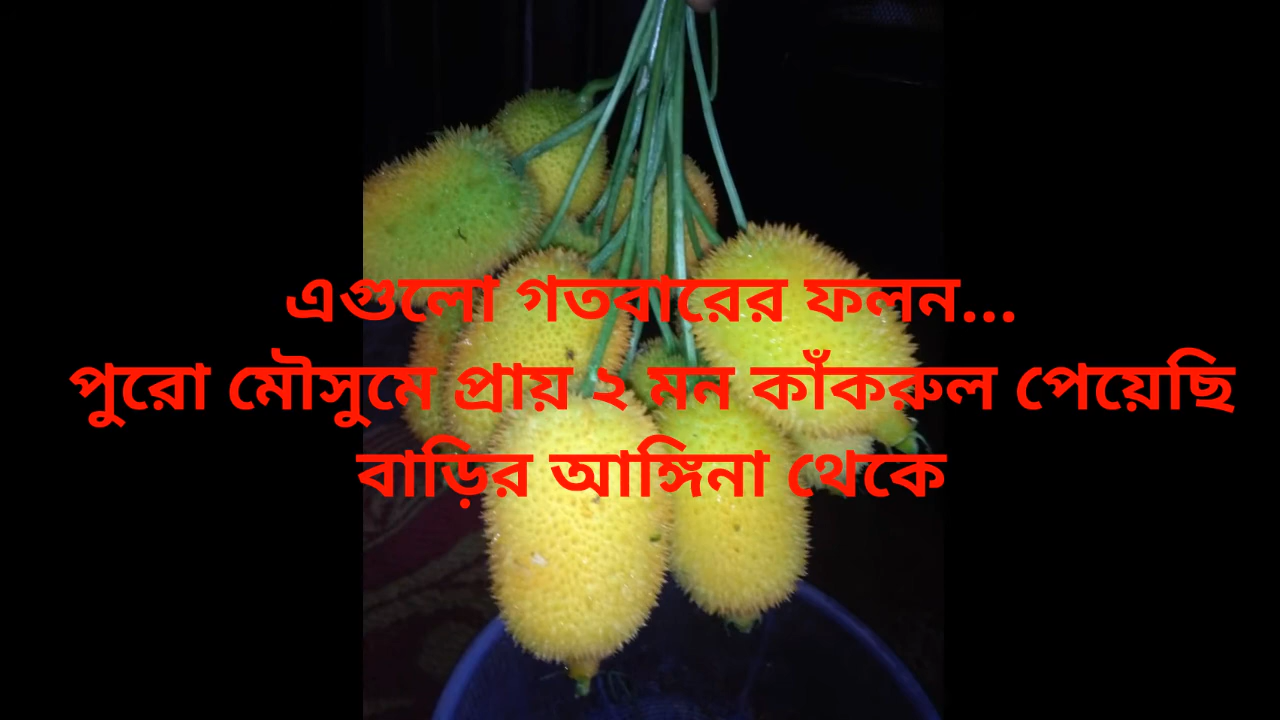 এগুলো গতবারের ফলন...
পুরো মৌসুমে প্রায় ২ মন কাঁকরুল পেয়েছি
বাড়ির আঙ্গিনা থেকে